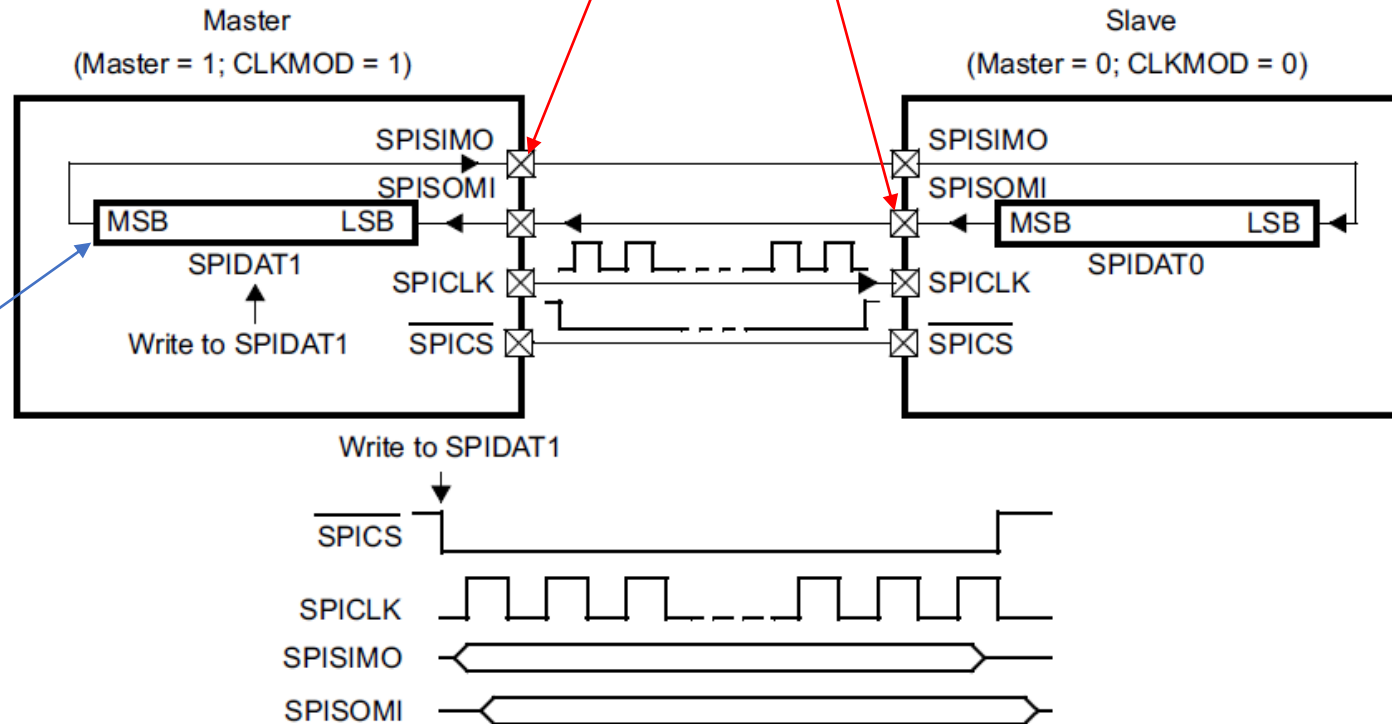 Master
(Master = 1; CLKMOD = 1)
Slave
(Master = 0; CLKMOD = 0)
SPISIMO
SPISOMI
MSB LSB
SPIDAT1
Write to SPIDAT1
SPICLK
SPICS
SPISIMO
SPISOMI
MSB LSB
SPIDAT0
SPICLK
SPICS
Write to SPIDAT1
SPICS
SPICLK
SPISIMO
SPISOMI